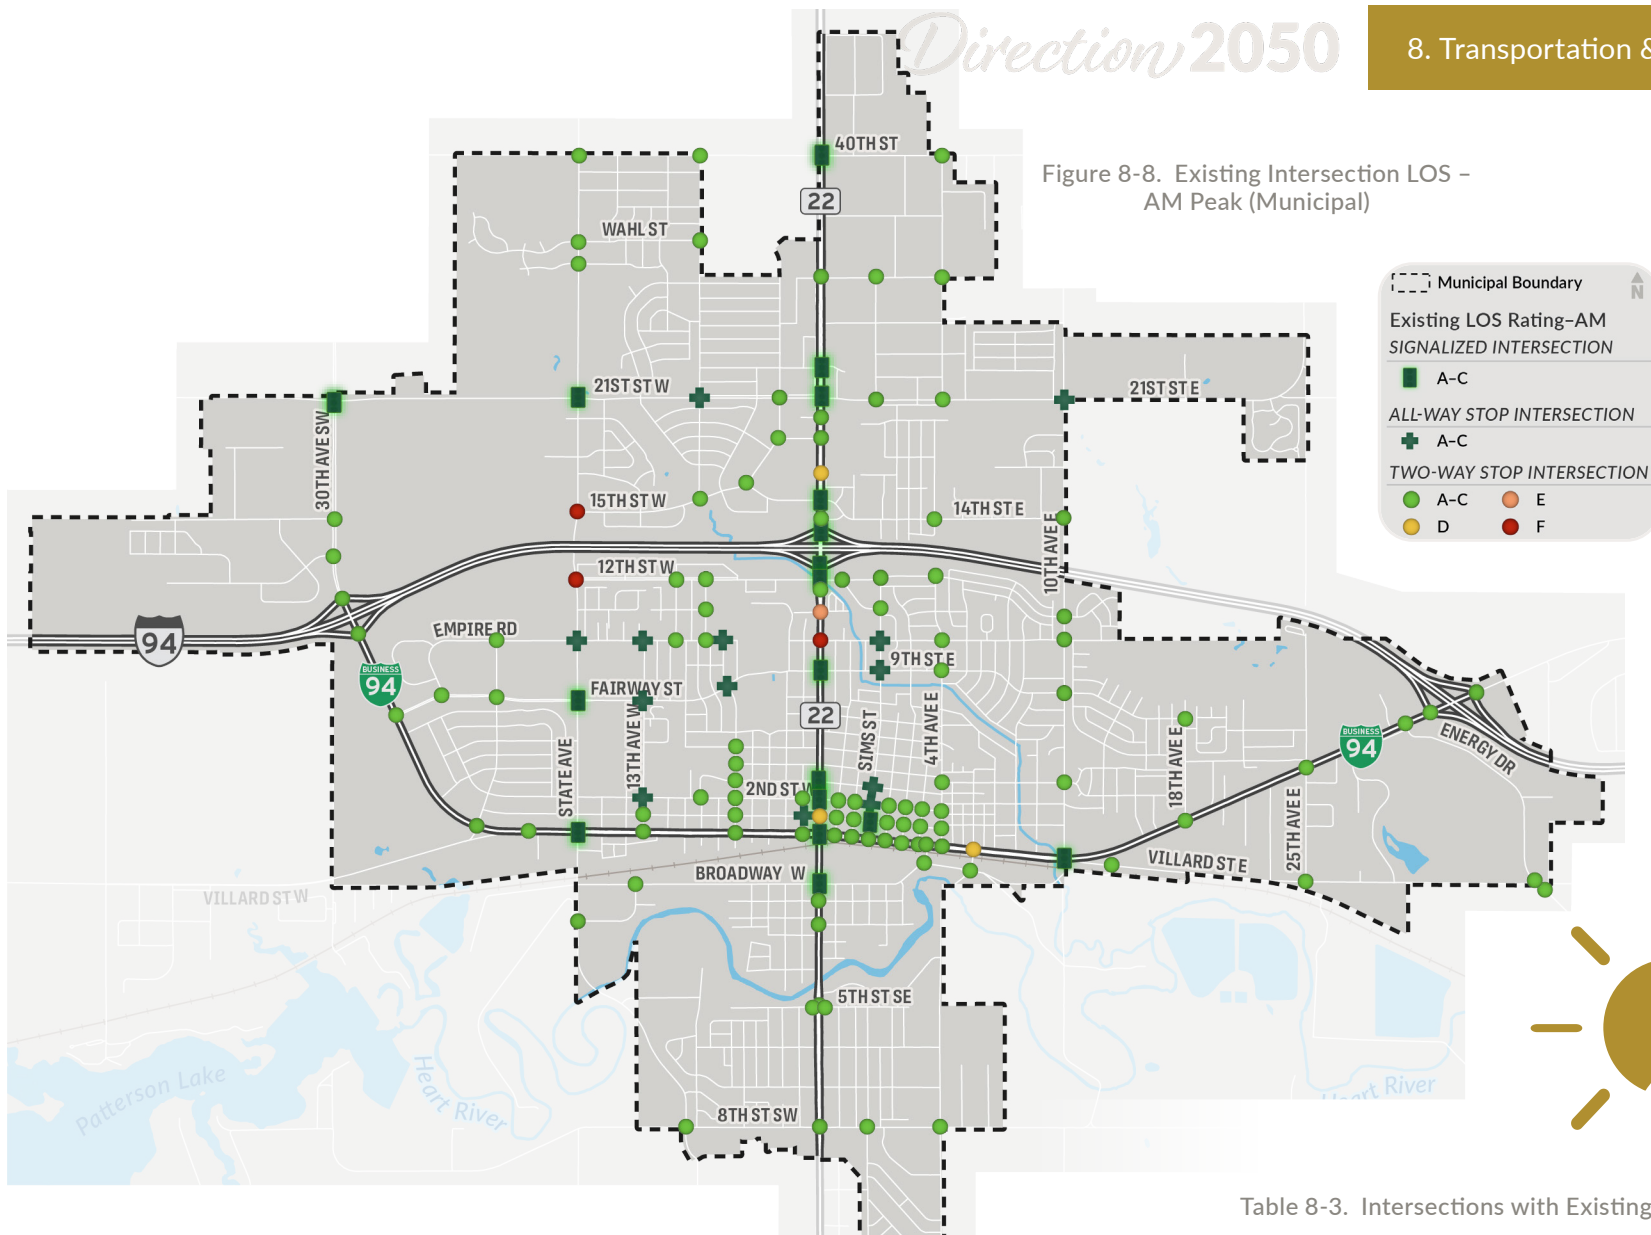 Direction 2050
8. Transportation &
Figure 8-8. Existing Intersection LOS –
AM Peak (Municipal)
40TH ST
22
WAHL ST
Municipal Boundary
N
Existing LOS Rating–AM
SIGNALIZED INTERSECTION
A–C
ALL-WAY STOP INTERSECTION
A–C
TWO-WAY STOP INTERSECTION
A–C
E
D
F
21ST ST W
21ST ST E
30TH AVE SW
15TH ST W
14TH ST E
10TH AVE E
12TH ST W
94
EMPIRE RD
9TH ST E
BUSINESS
94
FAIRWAY ST
22
SIMS ST
4TH AVE E
13TH AVE W
STATE AVE
18TH AVE E
BUSINESS
94
ENERGY DR
2ND ST W
25TH AVE E
VILLARD ST E
BROADWAY W
VILLARD ST W
5TH ST SE
Patterson Lake
Heart River
Heart River
8TH ST SW
Table 8-3. Intersections with Existing